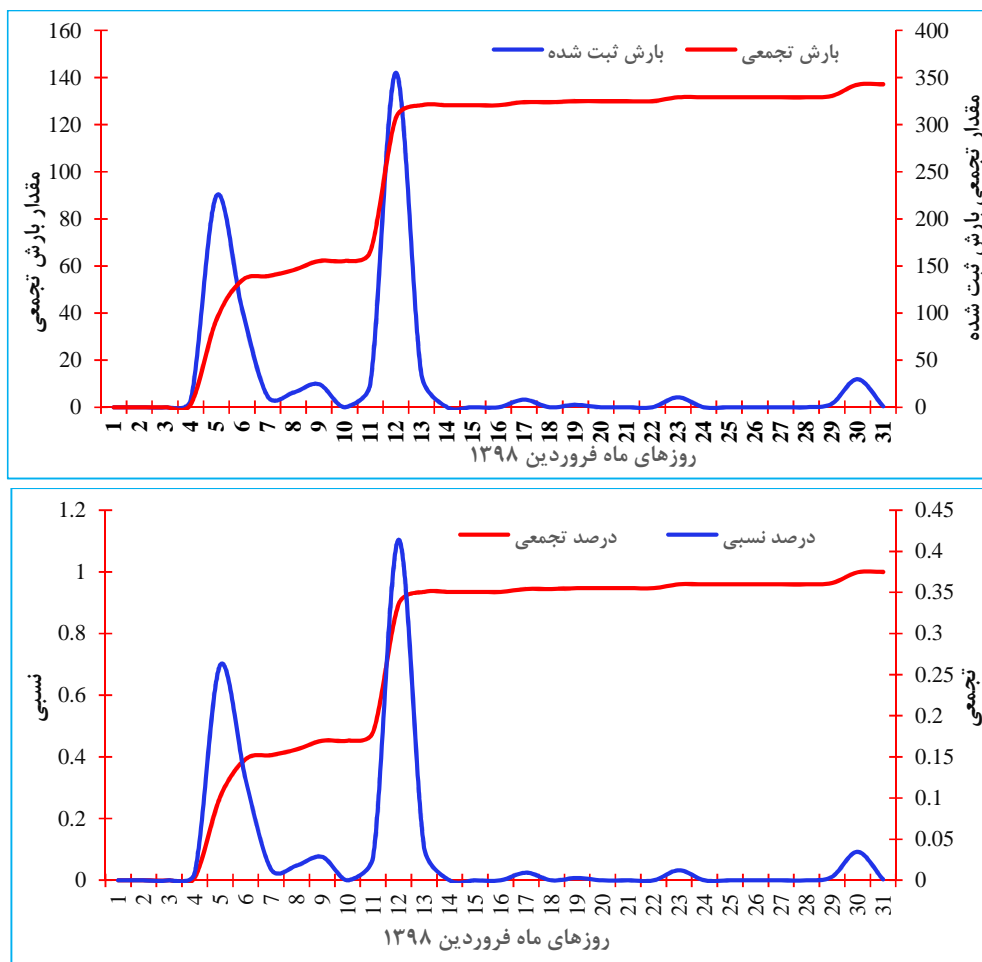 بارش ثبت شده بارش تجمعی
160 140 120 100 80 60 40 20 0
400 350 300 250 200 150 100 50 0
مقدار بارش تجمعی
مقدار تجمعی بارش ثبت شده
1 2 3 4 5 6 7 8 9 10 11 12 13 14 15 16 17 18 19 20 21 22 23 24 25 26 27 28 29 30 31
روزهای ماه فروردین ۱۳۹۸
درصد تجمعی درصد نسبی
1.2 1 0.8 0.6 0.4 0.2 0
0.45 0.4 0.35 0.3 0.25 0.2 0.15 0.1 0.05 0
نسبی
تجمعی
1 2 3 4 5 6 7 8 9 10 11 12 13 14 15 16 17 18 19 20 21 22 23 24 25 26 27 28 29 30 31
روزهای ماه فروردین ۱۳۹۸